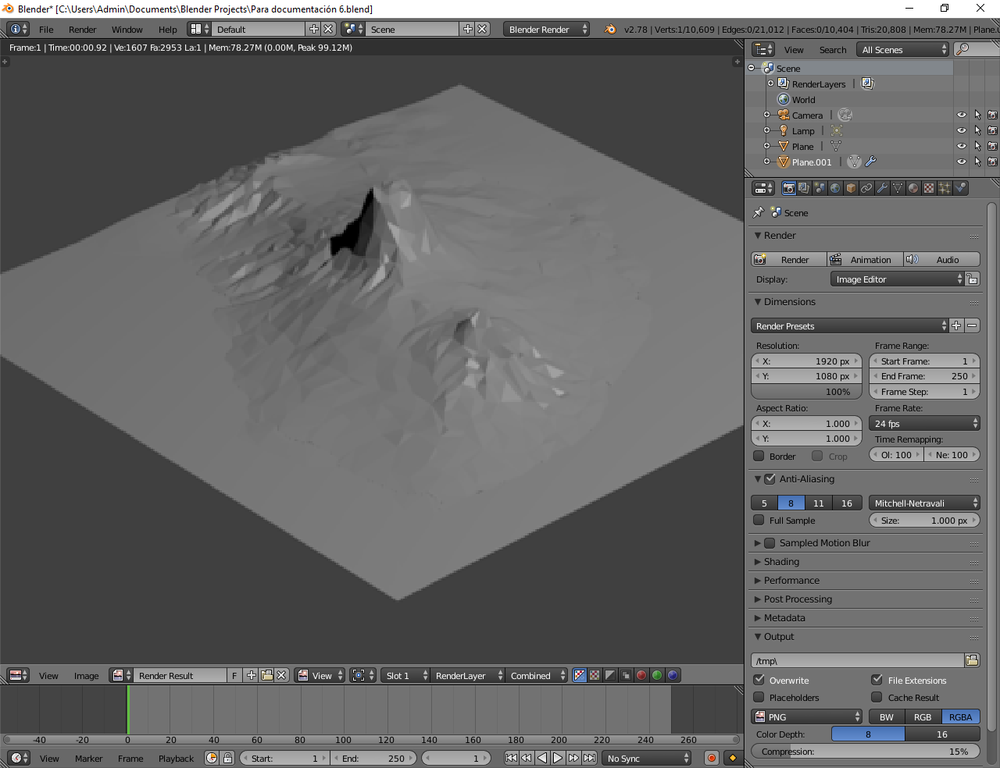 Blender* [C:\Users\Admin\Documents\Blender Projects\Para documentación 6.blend]
File Render Window Help Default Scene Blender Render v2.78 | Verts:1/10,609 | Edges:0/21,012 | Faces:0/10,404 | Tris:20,808 | Mem:78.27M | Plane.
Frame:1 | Time:00:00.92 | Ve:1607 Fa:2953 La:1 | Mem:78.27M (0.00M, Peak 99.12M)
View Search All Scenes
Scene
RenderLayers
World
Camera
Lamp
Plane
Plane.001
Scene
Render
Render Animation Audio
Display: Image Editor
Dimensions
Render Presets
Resolution: Frame Range:
X: 1920 px Start Frame: 1
Y: 1080 px End Frame: 250
100% Frame Step: 1
Aspect Ratio: Frame Rate:
X: 1.000 24 fps
Y: 1.000 Time Remapping:
Border Crop Ol: 100 Ne: 100
Anti-Aliasing
5 8 11 16 Mitchell-Netravali
Full Sample Size: 1.000 px
Sampled Motion Blur
Shading
Performance
Post Processing
Metadata
Output
/tmp\
Overwrite File Extensions
Placeholders Cache Result
PNG BW RGB RGBA
Color Depth: 8 16
Compression: 15%
View Image Render Result F View Slot 1 RenderLayer Combined
-40 -20 0 20 40 60 80 100 120 140 160 180 200 220 240 260
View Marker Frame Playback Start: 1 End: 250 1 No Sync